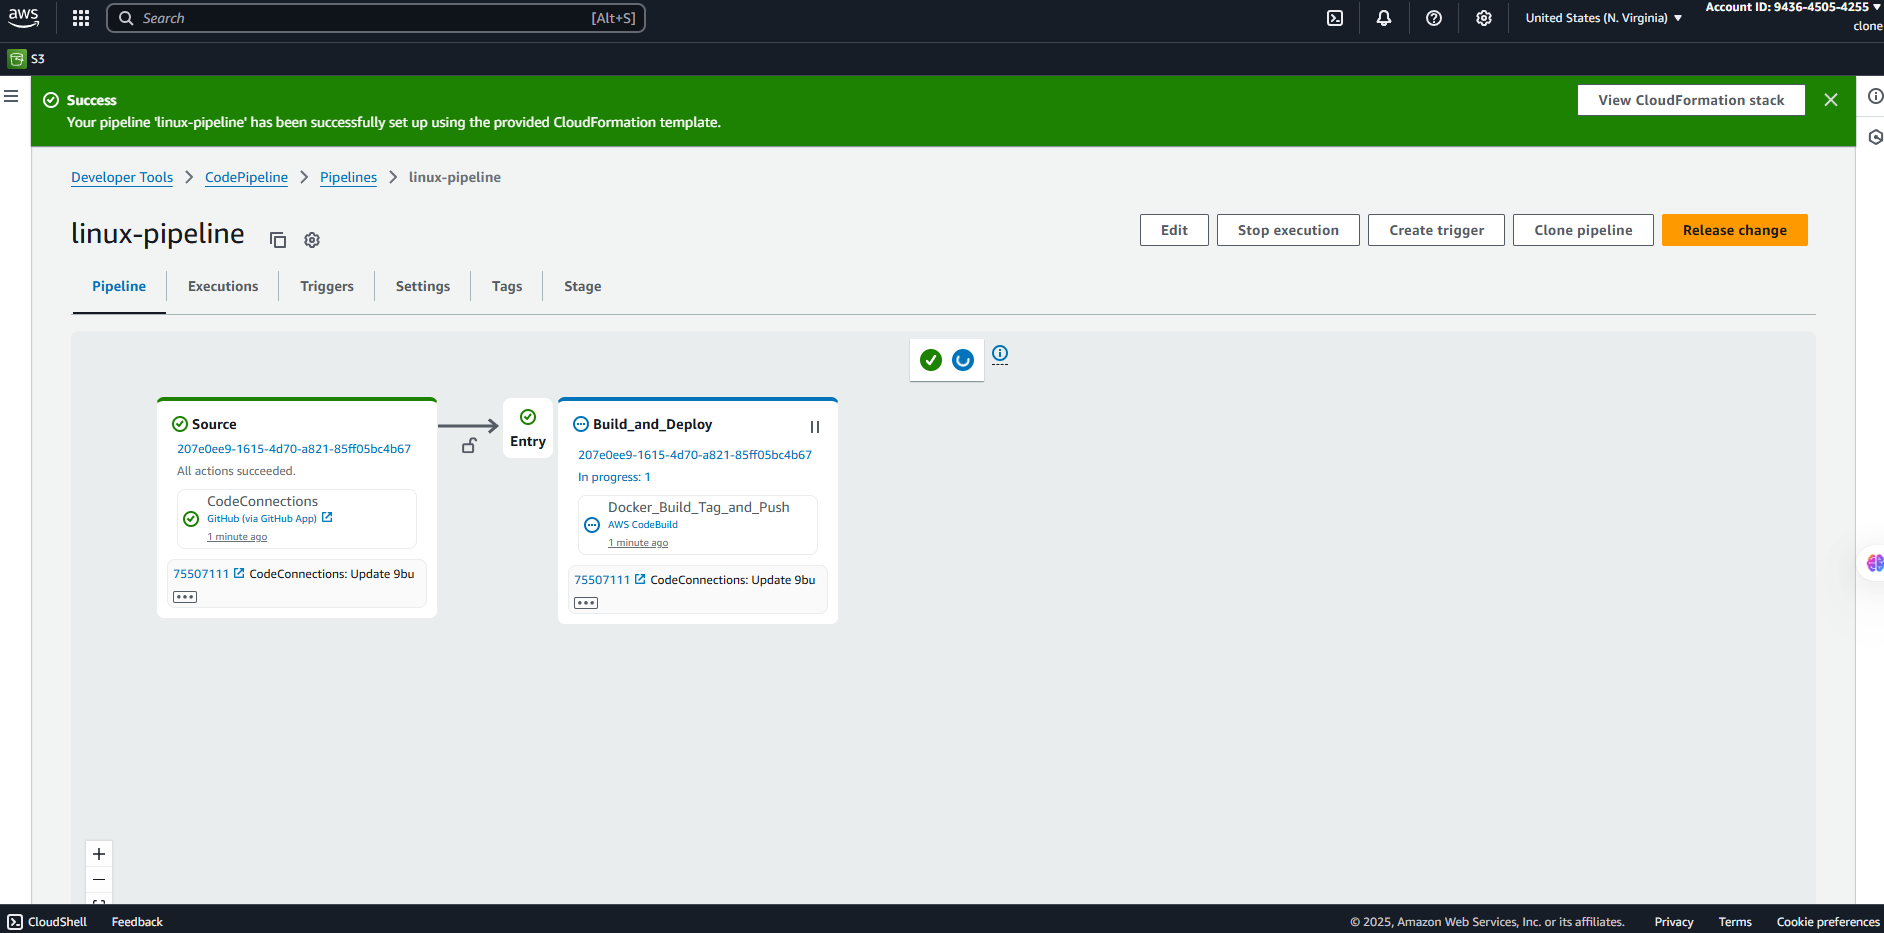 aws
Search
[Alt+S]
United States (N. Virginia)
Account ID: 9436-4505-4255
clone
S3
Success
Your pipeline 'linux-pipeline' has been successfully set up using the provided CloudFormation template.
View CloudFormation stack
Developer Tools
CodePipeline
Pipelines
linux-pipeline
linux-pipeline
Edit
Stop execution
Create trigger
Clone pipeline
Release change
Pipeline
Executions
Triggers
Settings
Tags
Stage
Source
207e0ee9-1615-4d70-a821-85ff05bc4b67
All actions succeeded.
CodeConnections
GitHub (via GitHub App)
1 minute ago
75507111 CodeConnections: Update 9bu
Entry
Build_and_Deploy
207e0ee9-1615-4d70-a821-85ff05bc4b67
In progress: 1
Docker_Build_Tag_and_Push
AWS CodeBuild
1 minute ago
75507111 CodeConnections: Update 9bu
CloudShell
Feedback
© 2025, Amazon Web Services, Inc. or its affiliates.
Privacy
Terms
Cookie preferences